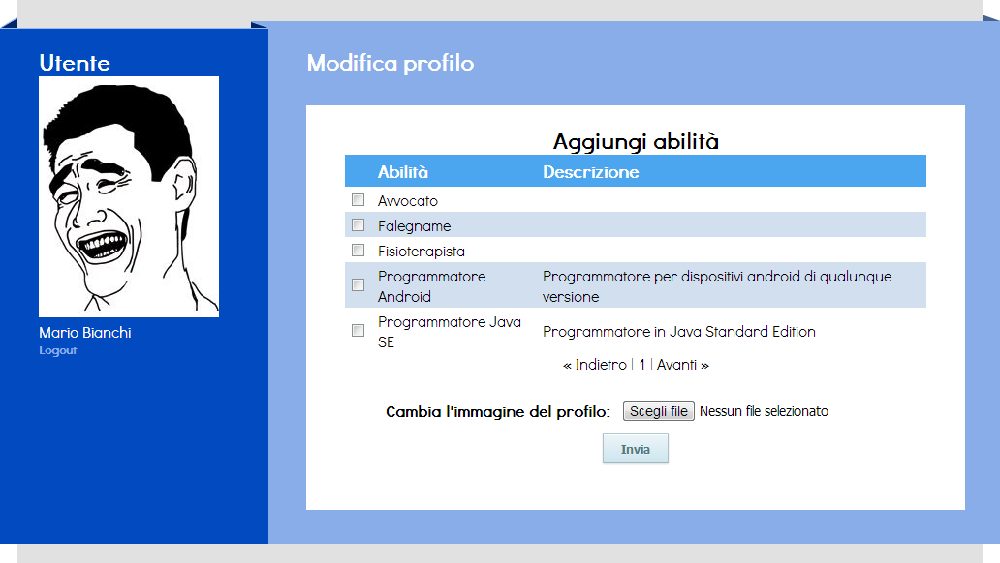 Utente
Mario Bianchi
Logout
Modifica profilo
Aggiungi abilità
Abilità Descrizione
Avvocato
Falegname
Fisioterapista
Programmatore Android Programmatore per dispositivi android di qualunque
versione
Programmatore Java
SE Programmatore in Java Standard Edition
« Indietro | 1 | Avanti »
Cambia l'immagine del profilo: Scegli file Nessun file selezionato
Invia